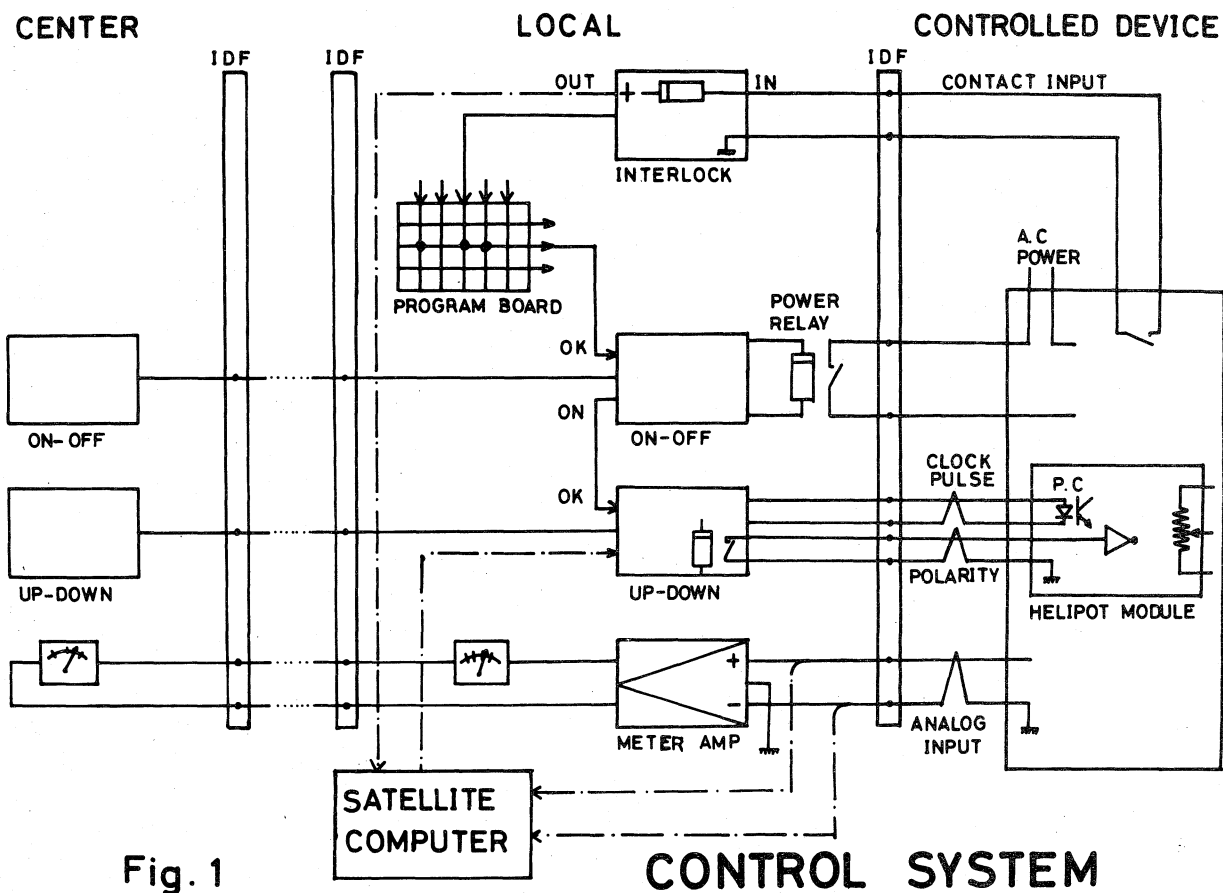 CENTER
LOCAL
CONTROLLED DEVICE
IDF
IDF
IDF
OUT
IN
CONTACT INPUT
INTERLOCK
PROGRAM BOARD
A.C
POWER
POWER
RELAY
OK
ON
ON-OFF
ON-OFF
OK
CLOCK
PULSE
P.C
POLARITY
UP-DOWN
UP-DOWN
HELIPOT MODULE
+
−
METER AMP
ANALOG
INPUT
SATELLITE
COMPUTER
Fig. 1
CONTROL SYSTEM